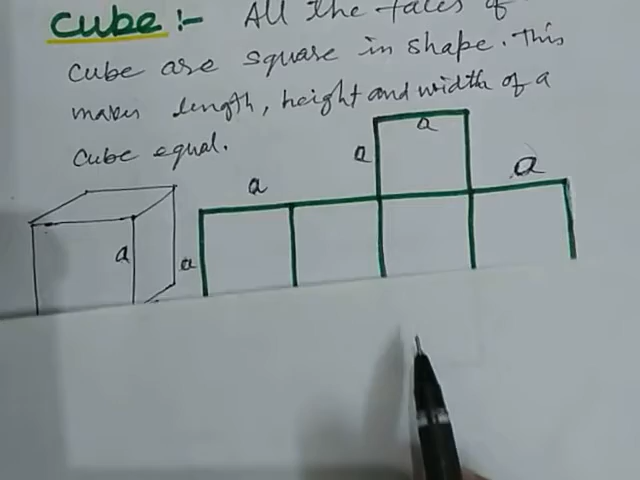 Cube :- All the faces of
cube are square in shape. This
makes length, height and width of a
cube equal.
a
a
a
a
a
a